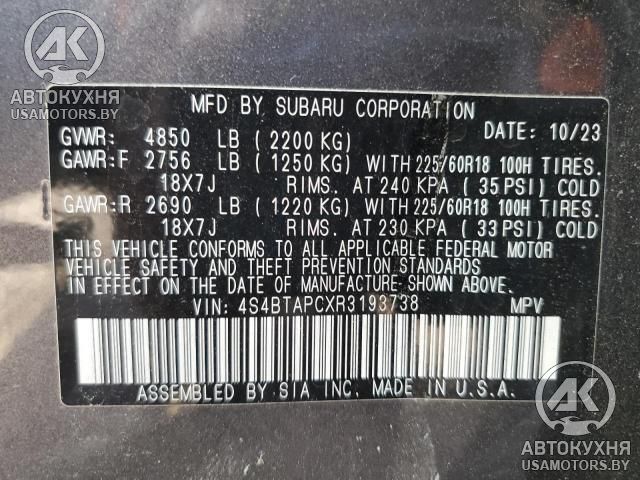 AK
АВТОКУХНЯ
USAMOTORS.BY
MFD BY SUBARU CORPORATION
DATE: 10/23
GVWR: 4850 LB (2200 KG)
GAWR:F 2756 LB (1250 KG) WITH 225/60R18 100H TIRES.
18X7J RIMS. AT 240 KPA (35 PSI) COLD
GAWR:R 2690 LB (1220 KG) WITH 225/60R18 100H TIRES.
18X7J RIMS. AT 230 KPA (33 PSI) COLD
THIS VEHICLE CONFORMS TO ALL APPLICABLE FEDERAL MOTOR
VEHICLE SAFETY AND THEFT PREVENTION STANDARDS
IN EFFECT ON THE DATE OF MANUFACTURE SHOWN ABOVE.
VIN: 4S4BTAPCXR3193738 MPV
ASSEMBLED BY SIA INC. MADE IN U.S.A.
AK
АВТОКУХНЯ
USAMOTORS.BY